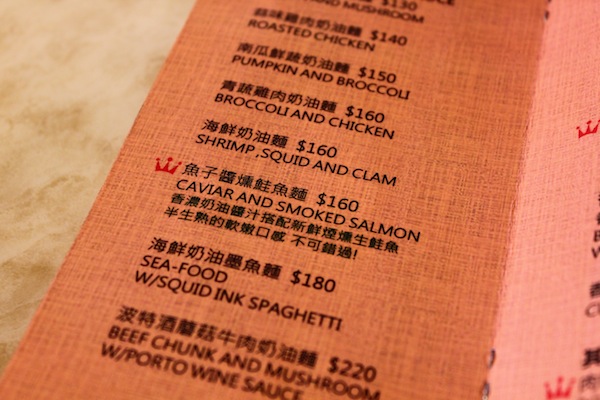 $130
AND MUSHROOM
菇味雞肉奶油麵 $140
ROASTED CHICKEN
南瓜鮮蔬奶油麵 $150
PUMPKIN AND BROCCOLI
青蔬雞肉奶油麵 $160
BROCCOLI AND CHICKEN
海鮮奶油麵 $160
SHRIMP,SQUID AND CLAM
魚子醬燻鮭魚麵 $160
CAVIAR AND SMOKED SALMON
香濃奶油醬汁搭配新鮮煙燻生鮭魚
半生熟的軟嫩口感 不可錯過!
海鮮奶油墨魚麵 $180
SEA-FOOD
W/SQUID INK SPAGHETTI
波特酒蘑菇牛肉奶油麵 $220
BEEF CHUNK AND MUSHROOM
W/PORTO WINE SAUCE